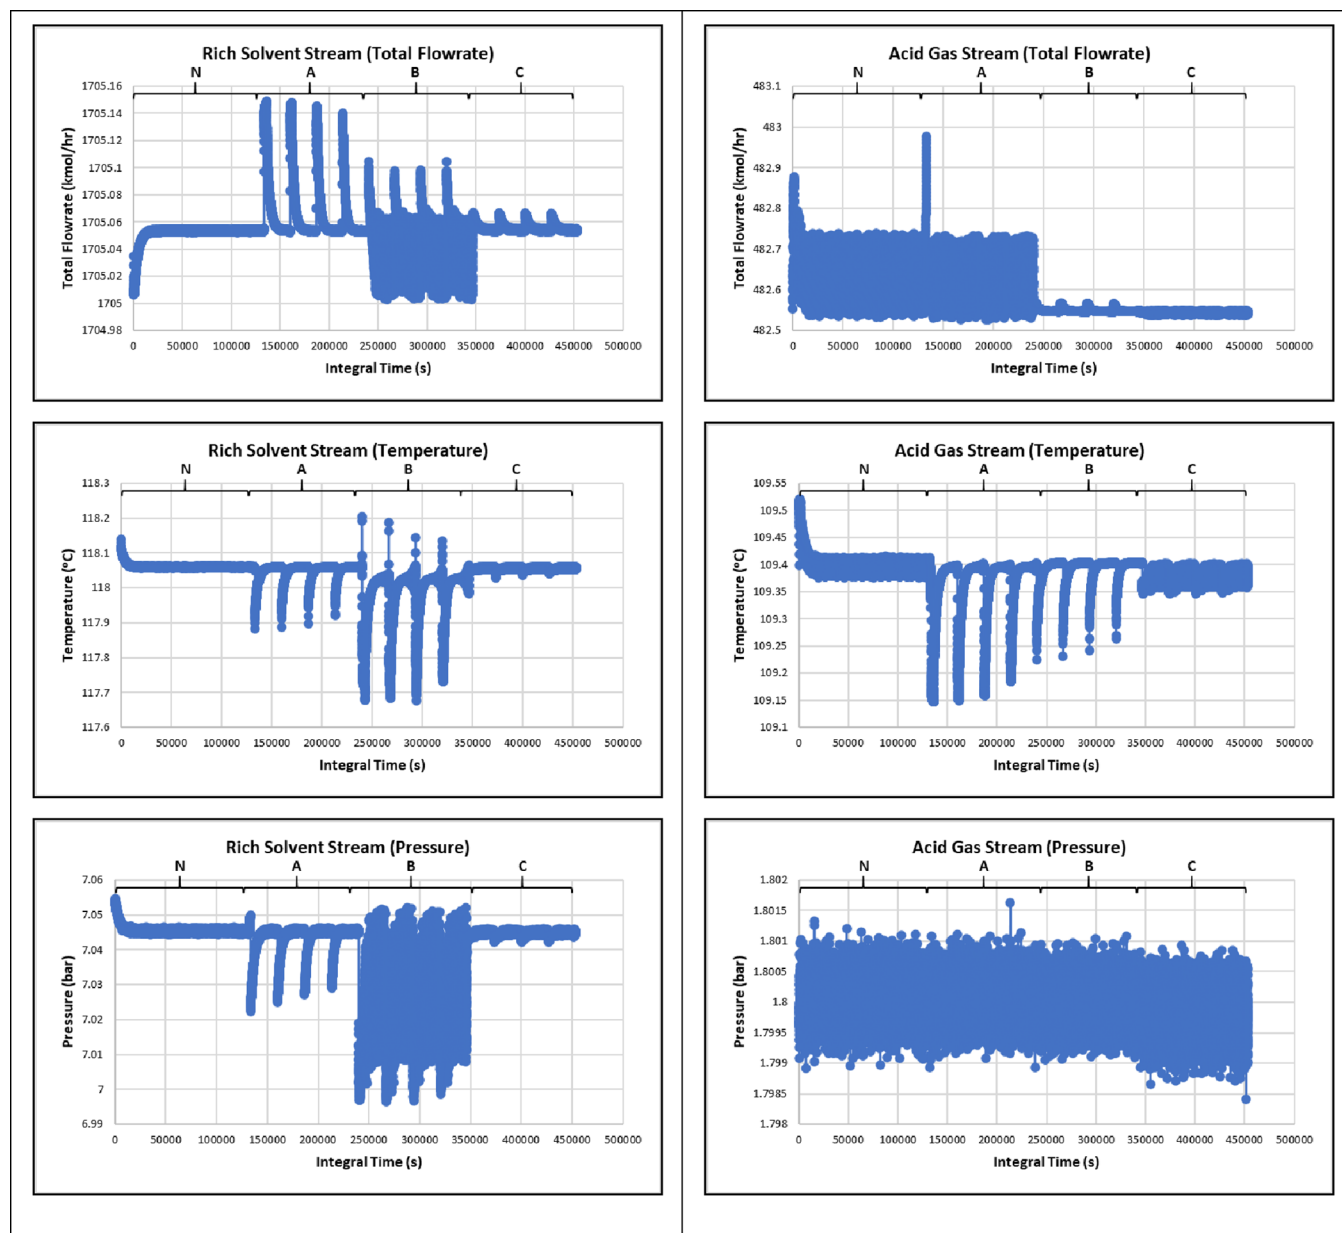 Rich Solvent Stream (Total Flowrate)
N A B C
1705.16
1705.14
1705.12
1705.1
1705.08
1705.06
1705.04
1705.02
1705
1704.98
Total Flowrate (kmol/hr)
0 50000 100000 150000 200000 250000 300000 350000 400000 450000 500000
Integral Time (s)
Acid Gas Stream (Total Flowrate)
N A B C
483.1
483
482.9
482.8
482.7
482.6
482.5
Total Flowrate (kmol/hr)
0 50000 100000 150000 200000 250000 300000 350000 400000 450000 500000
Integral Time (s)
Rich Solvent Stream (Temperature)
N A B C
118.3
118.2
118.1
118
117.9
117.8
117.7
117.6
Temperature (°C)
0 50000 100000 150000 200000 250000 300000 350000 400000 450000 500000
Integral Time (s)
Acid Gas Stream (Temperature)
N A B C
109.55
109.5
109.45
109.4
109.35
109.3
109.25
109.2
109.15
109.1
Temperature (°C)
0 50000 100000 150000 200000 250000 300000 350000 400000 450000 500000
Integral Time (s)
Rich Solvent Stream (Pressure)
N A B C
7.06
7.05
7.04
7.03
7.02
7.01
7
6.99
Pressure (bar)
0 50000 100000 150000 200000 250000 300000 350000 400000 450000 500000
Integral Time (s)
Acid Gas Stream (Pressure)
N A B C
1.802
1.8015
1.801
1.8005
1.8
1.7995
1.799
1.7985
1.798
Pressure (bar)
0 50000 100000 150000 200000 250000 300000 350000 400000 450000 500000
Integral Time (s)